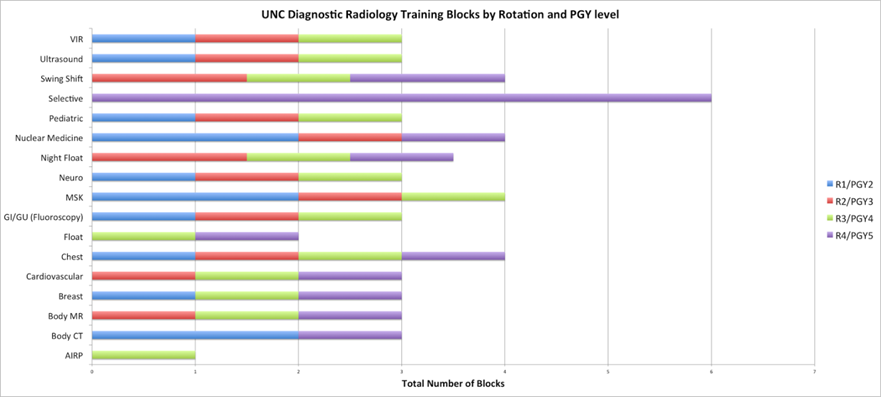 UNC Diagnostic Radiology Training Blocks by Rotation and PGY level
VIR
Ultrasound
Swing Shift
Selective
Pediatric
Nuclear Medicine
Night Float
Neuro
MSK
GI/GU (Fluoroscopy)
Float
Chest
Cardiovascular
Breast
Body MR
Body CT
AIRP
R1/PGY2
R2/PGY3
R3/PGY4
R4/PGY5
0 1 2 3 4 5 6 7
Total Number of Blocks